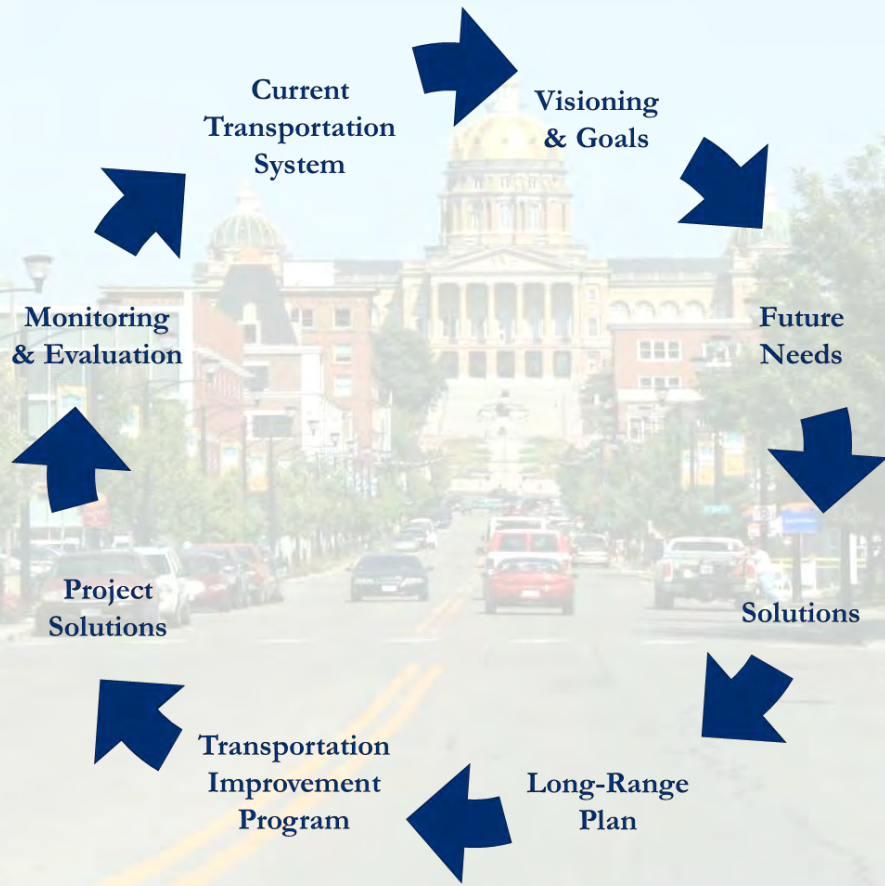 Current
Transportation
System
Visioning
& Goals
Future
Needs
Solutions
Long-Range
Plan
Transportation
Improvement
Program
Project
Solutions
Monitoring
& Evaluation